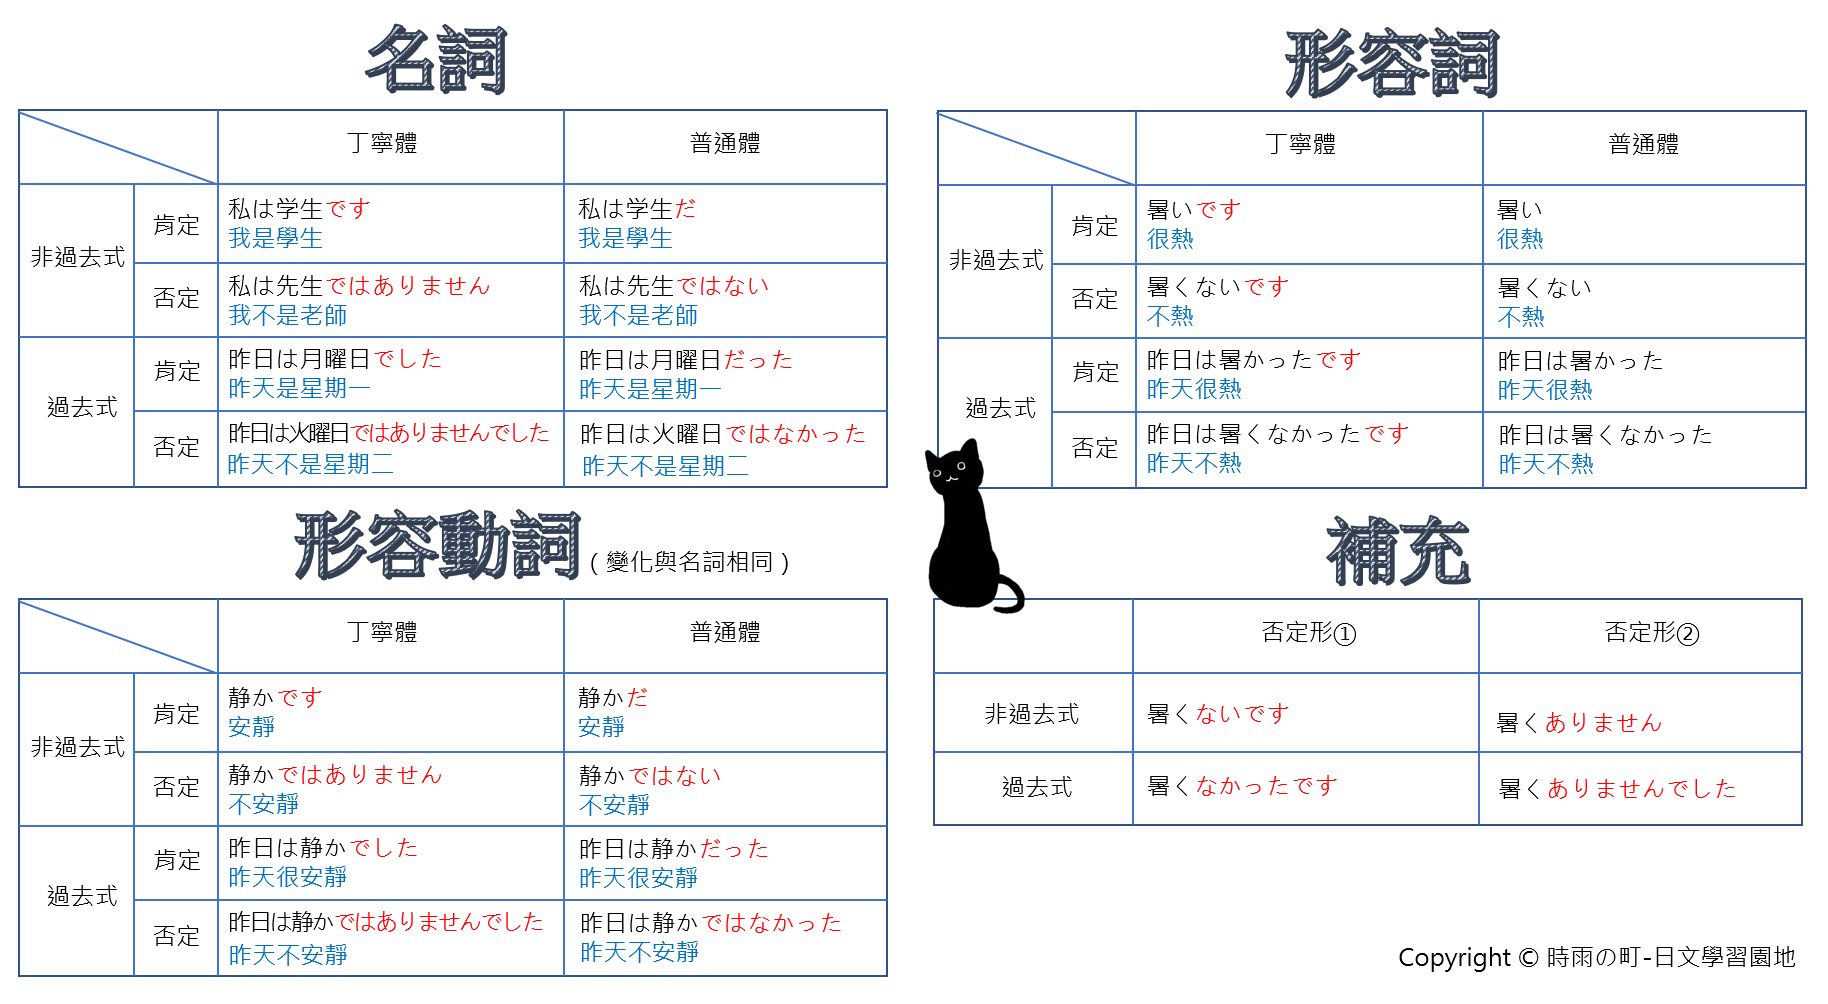 名詞
丁寧體 普通體
非過去式
肯定
私は学生です
我是學生
私は学生だ
我是學生
否定
私は先生ではありません
我不是老師
私は先生ではない
我不是老師
過去式
肯定
昨日は月曜日でした
昨天是星期一
昨日は月曜日だった
昨天是星期一
否定
昨日は火曜日ではありませんでした
昨天不是星期二
昨日は火曜日ではなかった
昨天不是星期二
形容詞
丁寧體 普通體
非過去式
肯定
暑いです
很熱
暑い
很熱
否定
暑くないです
不熱
暑くない
不熱
過去式
肯定
昨日は暑かったです
昨天很熱
昨日は暑かった
昨天很熱
否定
昨日は暑くなかったです
昨天不熱
昨日は暑くなかった
昨天不熱
形容動詞 ( 變化與名詞相同 )
丁寧體 普通體
非過去式
肯定
静かです
安靜
静かだ
安靜
否定
静かではありません
不安靜
静かではない
不安靜
過去式
肯定
昨日は静かでした
昨天很安靜
昨日は静かだった
昨天很安靜
否定
昨日は静かではありませんでした
昨天不安靜
昨日は静かではなかった
昨天不安靜
補充
否定形① 否定形②
非過去式 暑くないです 暑くありません
過去式 暑くなかったです 暑くありませんでした
Copyright © 時雨の町-日文學習園地